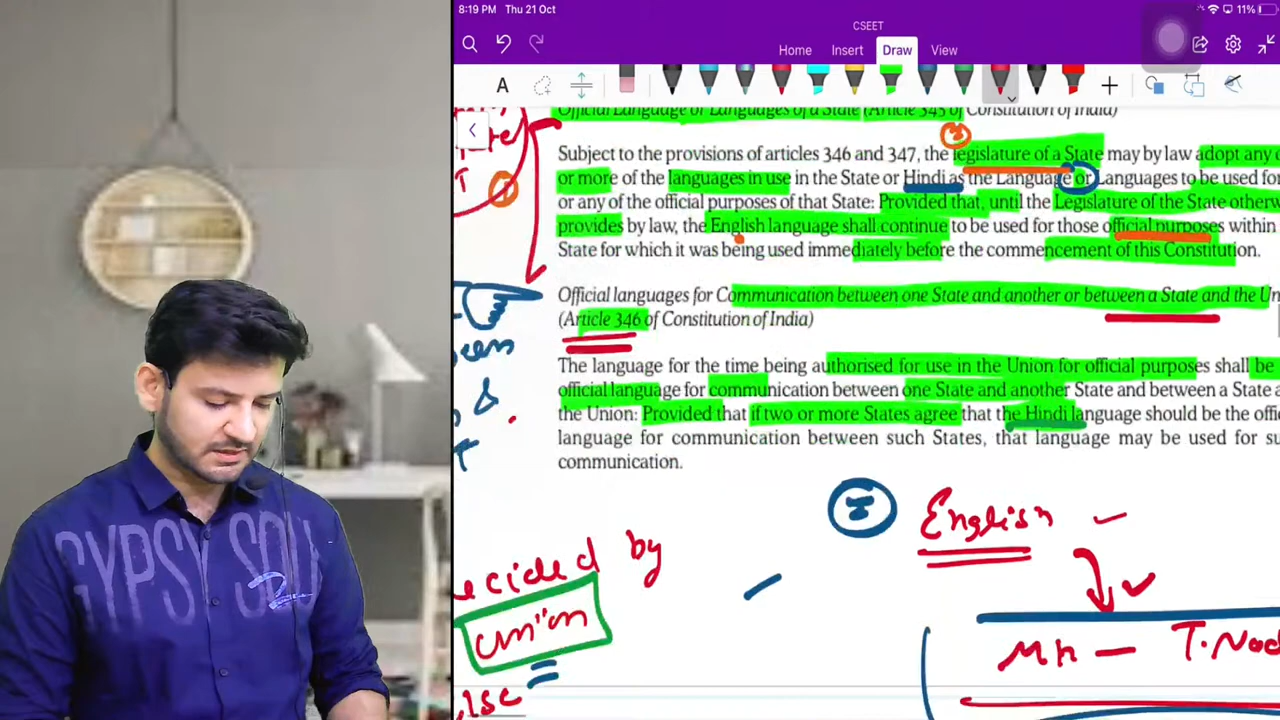 8:19 PM Thu 21 Oct
11%
CSEET
Home Insert Draw View
A
Official Language or Languages of a State (Article 345 of Constitution of India)
Subject to the provisions of articles 346 and 347, the legislature of a State may by law adopt any
or more of the languages in use in the State or Hindi as the Language or Languages to be used for
or any of the official purposes of that State: Provided that, until the Legislature of the State otherw
provides by law, the English language shall continue to be used for those official purposes within
State for which it was being used immediately before the commencement of this Constitution.
Official languages for Communication between one State and another or between a State and the Un
(Article 346 of Constitution of India)
The language for the time being authorised for use in the Union for official purposes shall be
official language for communication between one State and another State and between a State a
the Union: Provided that if two or more States agree that the Hindi language should be the offi
language for communication between such States, that language may be used for su
communication.
een
&
English
ecided by
union
Mh - T.Nad
lse
GYPSY SOU
2